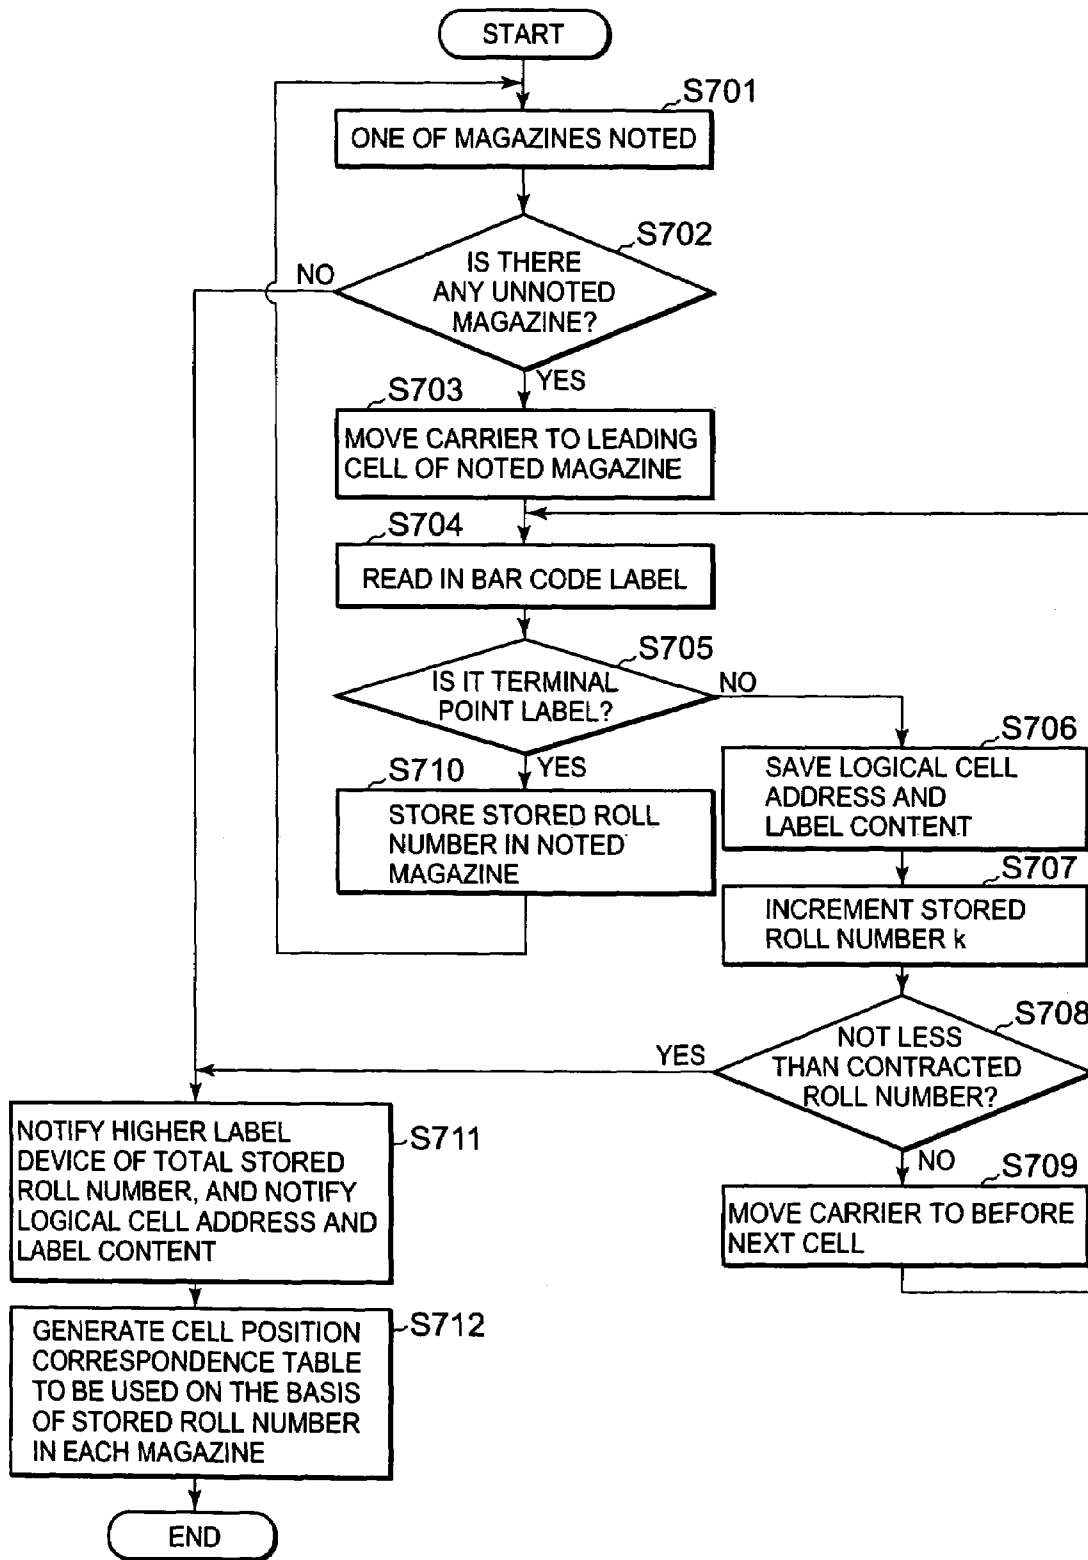 START
S701
ONE OF MAGAZINES NOTED
S702
IS THERE
ANY UNNOTED
MAGAZINE?
NO
YES
S703
MOVE CARRIER TO LEADING
CELL OF NOTED MAGAZINE
S704
READ IN BAR CODE LABEL
S705
IS IT TERMINAL
POINT LABEL?
NO
YES
S710
STORE STORED ROLL
NUMBER IN NOTED
MAGAZINE
S706
SAVE LOGICAL CELL
ADDRESS AND
LABEL CONTENT
S707
INCREMENT STORED
ROLL NUMBER k
S708
NOT LESS
THAN CONTRACTED
ROLL NUMBER?
YES
NO
S709
MOVE CARRIER TO BEFORE
NEXT CELL
S711
NOTIFY HIGHER LABEL
DEVICE OF TOTAL STORED
ROLL NUMBER, AND NOTIFY
LOGICAL CELL ADDRESS AND
LABEL CONTENT
S712
GENERATE CELL POSITION
CORRESPONDENCE TABLE
TO BE USED ON THE BASIS
OF STORED ROLL NUMBER
IN EACH MAGAZINE
END